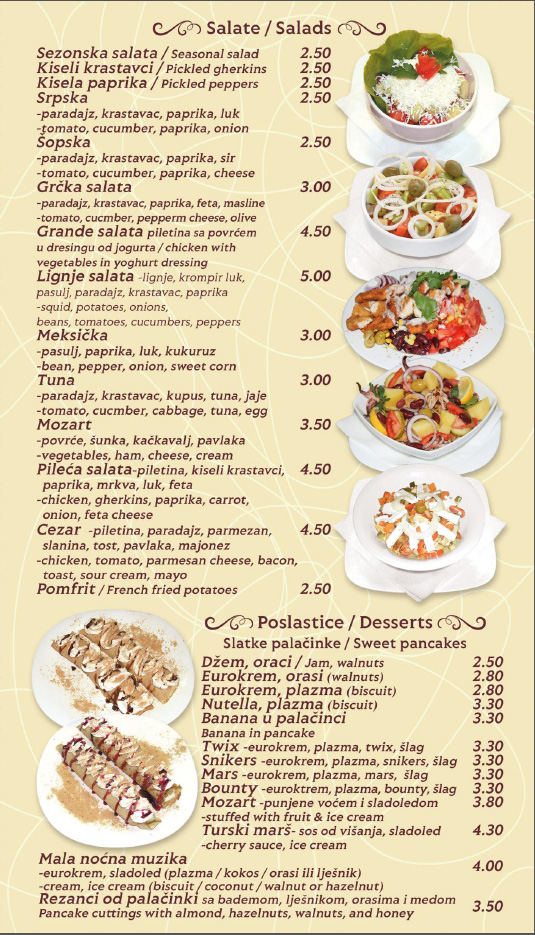 Salate / Salads
Sezonska salata / Seasonal salad 2.50
Kiseli krastavci / Pickled gherkins 2.50
Kisela paprika / Pickled peppers 2.50
Srpska 2.50
-paradajz, krastavac, paprika, luk
-tomato, cucumber, paprika, onion
Šopska 2.50
-paradajz, krastavac, paprika, sir
-tomato, cucumber, paprika, cheese
Grčka salata 3.00
-paradajz, krastavac, paprika, feta, masline
-tomato, cucmber, pepperm cheese, olive
Grande salata piletina sa povrćem 4.50
u dresingu od jogurta / chicken with
vegetables in yoghurt dressing
Lignje salata -lignje, krompir luk, 5.00
pasulj, paradajz, krastavac, paprika
-squid, potatoes, onions,
beans, tomatoes, cucumbers, peppers
Meksička 3.00
-pasulj, paprika, luk, kukuruz
-bean, pepper, onion, sweet corn
Tuna 3.00
-paradajz, krastavac, kupus, tuna, jaje
-tomato, cucmber, cabbage, tuna, egg
Mozart 3.50
-povrće, šunka, kačkavalj, pavlaka
-vegetables, ham, cheese, cream
Pileća salata-piletina, kiseli krastavci, 4.50
paprika, mrkva, luk, feta
-chicken, gherkins, paprika, carrot,
onion, feta cheese
Cezar -piletina, paradajz, parmezan, 4.50
slanina, tost, pavlaka, majonez
-chicken, tomato, parmesan cheese, bacon,
toast, sour cream, mayo
Pomfrit / French fried potatoes 2.50
Poslastice / Desserts
Slatke palačinke / Sweet pancakes
Džem, oraci / Jam, walnuts 2.50
Eurokrem, orasi (walnuts) 2.80
Eurokrem, plazma (biscuit) 2.80
Nutella, plazma (biscuit) 3.30
Banana u palačinci 3.30
Banana in pancake
Twix -eurokrem, plazma, twix, šlag 3.30
Snikers -eurokrem, plazma, snikers, šlag 3.30
Mars -eurokrem, plazma, mars, šlag 3.30
Bounty -euroktrem, plazma, bounty, šlag 3.30
Mozart -punjene voćem i sladoledom 3.80
-stuffed with fruit & ice cream
Turski marš- sos od višanja, sladoled 4.30
-cherry sauce, ice cream
Mala noćna muzika 4.00
-eurokrem, sladoled (plazma / kokos / orasi ili lješnik)
-cream, ice cream (biscuit / coconut / walnut or hazelnut)
Rezanci od palačinki sa bademom, lješnikom, orasima i medom 3.50
Pancake cuttings with almond, hazelnuts, walnuts, and honey